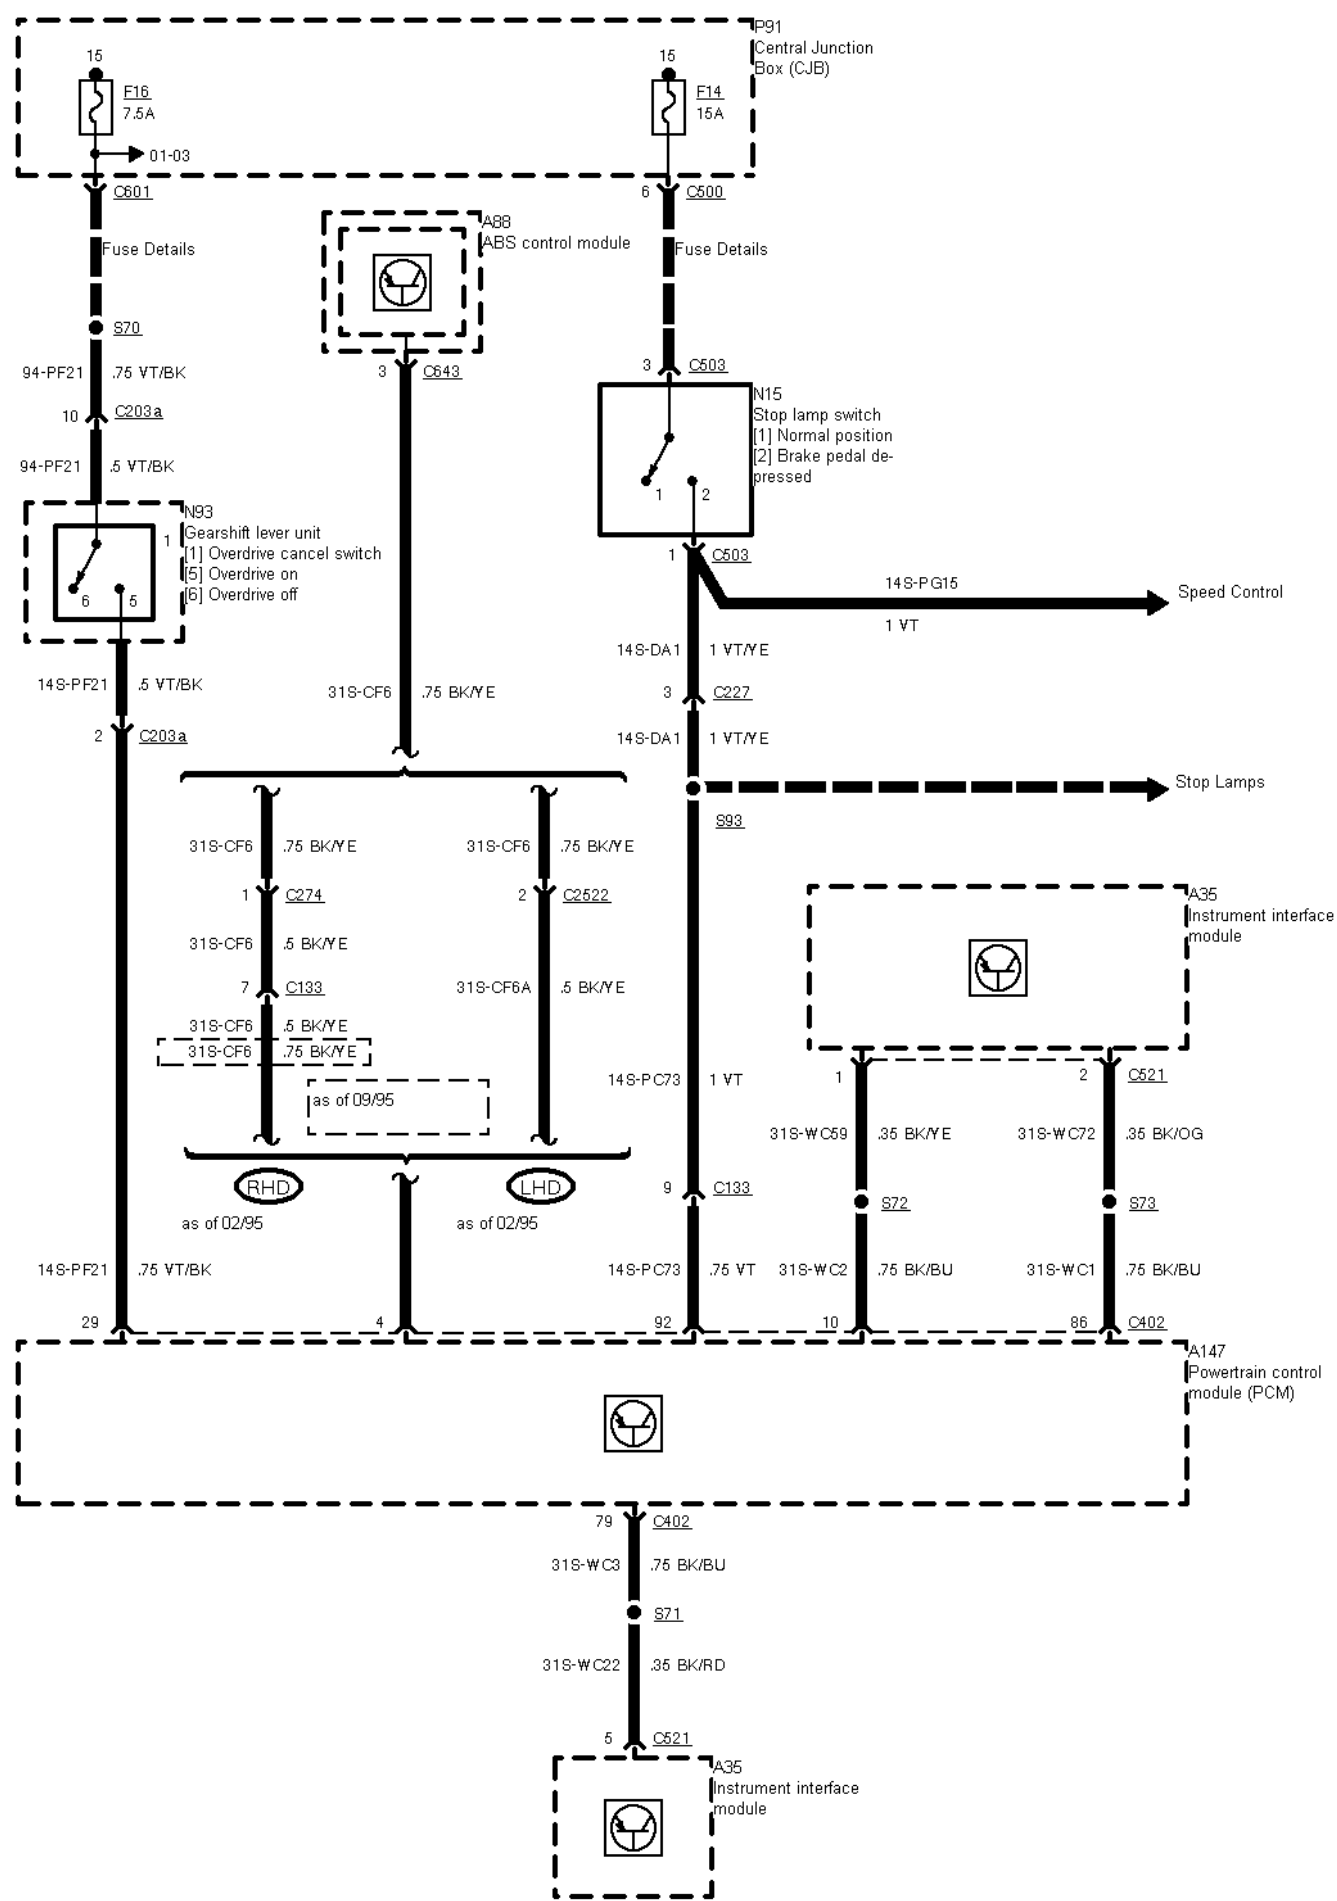 P91
Central Junction
Box (CJB)
15
15
F16
7.5A
F14
15A
01-03
C601
6
C500
A88
ABS control module
Fuse Details
Fuse Details
S70
3
C643
3
C503
94-PF21
.75 VT/BK
10
C203a
N15
Stop lamp switch
[1] Normal position
[2] Brake pedal de-
pressed
94-PF21
.5 VT/BK
1
2
N93
Gearshift lever unit
[1] Overdrive cancel switch
[5] Overdrive on
[6] Overdrive off
1
6
5
1
C503
14S-PG15
1 VT
Speed Control
14S-DA1
1 VT/YE
14S-PF21
.5 VT/BK
31S-CF6
.75 BK/YE
3
C227
2
C203a
14S-DA1
1 VT/YE
Stop Lamps
S93
31S-CF6
.75 BK/YE
31S-CF6
.75 BK/YE
1
C274
2
C2522
A35
Instrument interface
module
31S-CF6
.5 BK/YE
7
C133
31S-CF6A
.5 BK/YE
31S-CF6
.5 BK/YE
31S-CF6
.75 BK/YE
as of 09/95
14S-PC73
1 VT
1
2
C521
31S-WC59
.35 BK/YE
31S-WC72
.35 BK/OG
RHD
LHD
9
C133
S72
S73
as of 02/95
as of 02/95
14S-PF21
.75 VT/BK
14S-PC73
.75 VT
31S-WC2
.75 BK/BU
31S-WC1
.75 BK/BU
29
4
92
10
86
C402
A147
Powertrain control
module (PCM)
79
C402
31S-WC3
.75 BK/BU
S71
31S-WC22
.35 BK/RD
5
C521
A35
Instrument interface
module